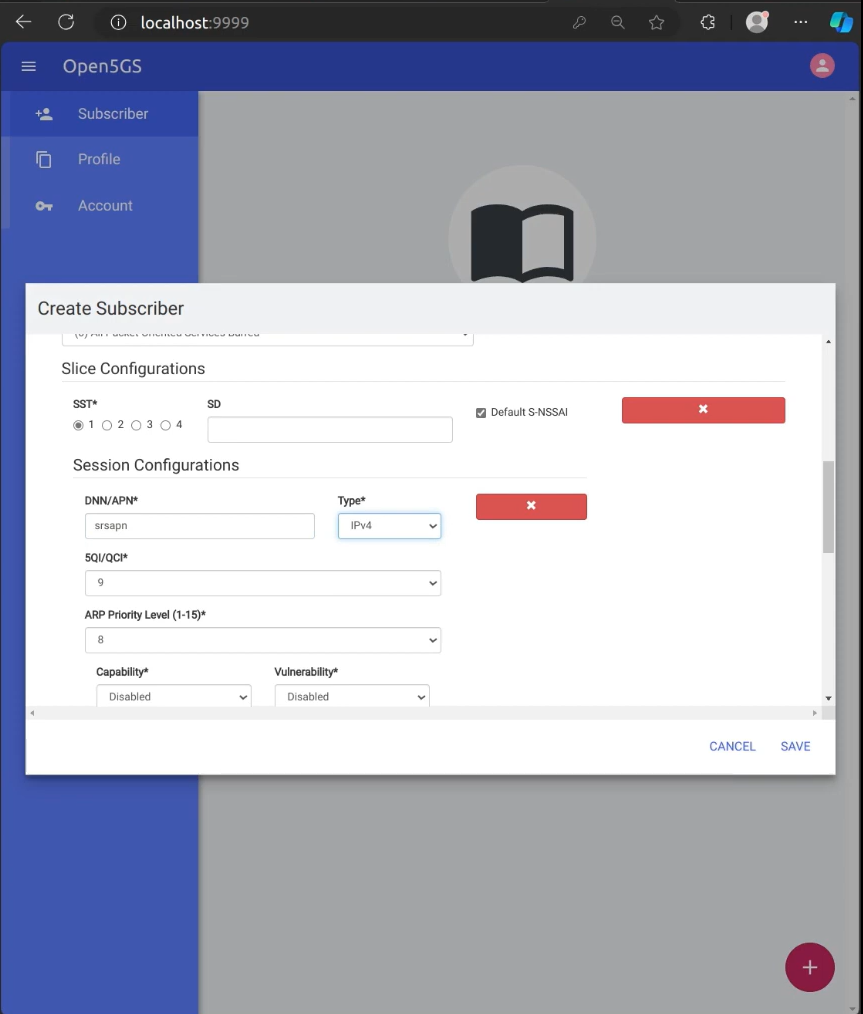 localhost:9999
Open5GS
Subscriber
Profile
Account
Create Subscriber
Slice Configurations
SST*
SD
1 2 3 4
Default S-NSSAI
Session Configurations
DNN/APN*
Type*
srsapn
IPv4
5QI/QCI*
9
ARP Priority Level (1-15)*
8
Capability*
Vulnerability*
Disabled
Disabled
CANCEL
SAVE